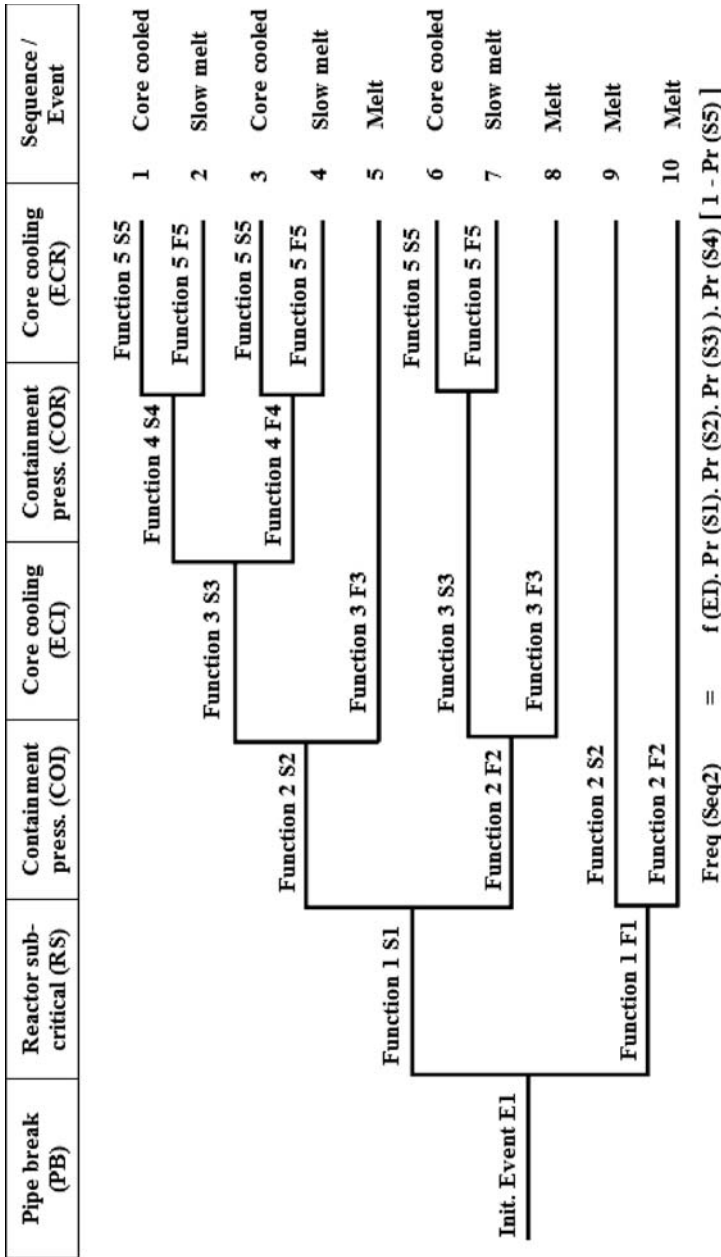 Pipe break
(PB)
Reactor sub-
critical (RS)
Containment
press. (COI)
Core cooling
(ECI)
Containment
press. (COR)
Core cooling
(ECR)
Sequence /
Event
Function 5 S5
1 Core cooled
Function 4 S4
Function 5 F5
2 Slow melt
Function 3 S3
Function 5 S5
3 Core cooled
Function 4 F4
Function 5 F5
4 Slow melt
Function 2 S2
Function 3 F3
5 Melt
Function 1 S1
Function 5 S5
6 Core cooled
Function 3 S3
Function 5 F5
7 Slow melt
Function 2 F2
Function 3 F3
8 Melt
Init. Event E1
Function 2 S2
9 Melt
Function 1 F1
Function 2 F2
10 Melt
Freq (Seq2) = f (EI). Pr (S1). Pr (S2). Pr (S3) ). Pr (S4) [ 1 - Pr (S5) ]